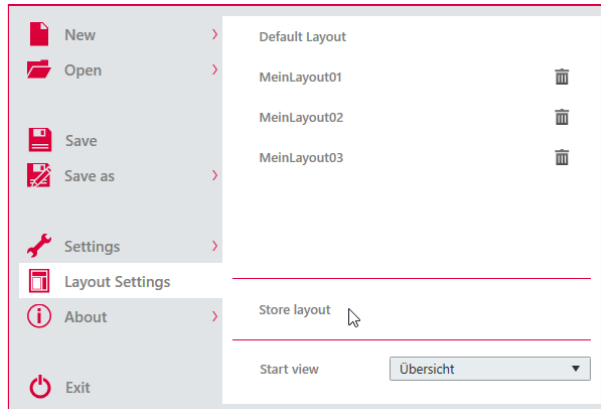 New
Open
Save
Save as
Settings
Layout Settings
About
Exit
Default Layout
MeinLayout01
MeinLayout02
MeinLayout03
Store layout
Start view
Übersicht